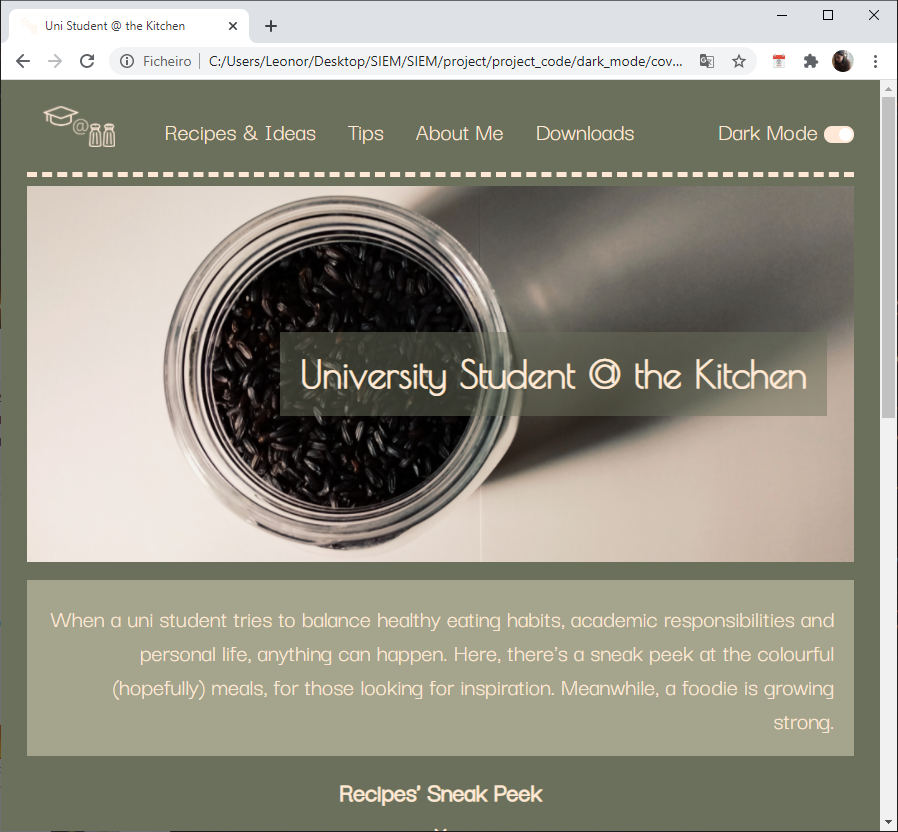 Uni Student @ the Kitchen
Ficheiro
C:/Users/Leonor/Desktop/SIEM/SIEM/project/project_code/dark_mode/cov...
@
Recipes & Ideas
Tips
About Me
Downloads
Dark Mode
University Student @ the Kitchen
When a uni student tries to balance healthy eating habits, academic responsibilities and
personal life, anything can happen. Here, there's a sneak peek at the colourful
(hopefully) meals, for those looking for inspiration. Meanwhile, a foodie is growing
strong.
Recipes' Sneak Peek